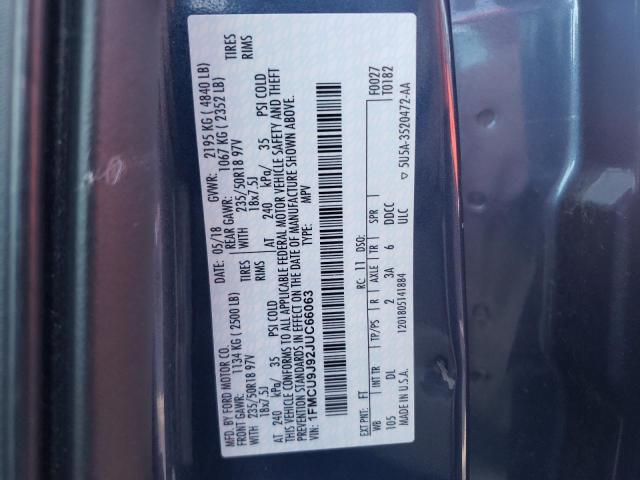 MFD. BY FORD MOTOR CO.
DATE: 05/18 GVWR: 2195 KG ( 4840 LB)
FRONT GAWR: 1134 KG ( 2500 LB) REAR GAWR: 1067 KG ( 2352 LB)
WITH 235/50R18 97V TIRES WITH 235/50R18 97V TIRES
18x7.5J RIMS 18x7.5J RIMS
AT 240 kPa/ 35 PSI COLD AT 240 kPa/ 35 PSI COLD
THIS VEHICLE CONFORMS TO ALL APPLICABLE FEDERAL MOTOR VEHICLE SAFETY AND THEFT
PREVENTION STANDARDS IN EFFECT ON THE DATE OF MANUFACTURE SHOWN ABOVE.
VIN: 1FMCU9J92JUC66063 TYPE: MPV
F0027
T0182
EXT PNT: FT RC: 11 DSO:
WB INT TR TP/PS R AXLE TR SPR
105 DL 2 3A 6 DDCC
MADE IN U.S.A. 1201805141884 ULC
▽ 5U5A-3520472-AA